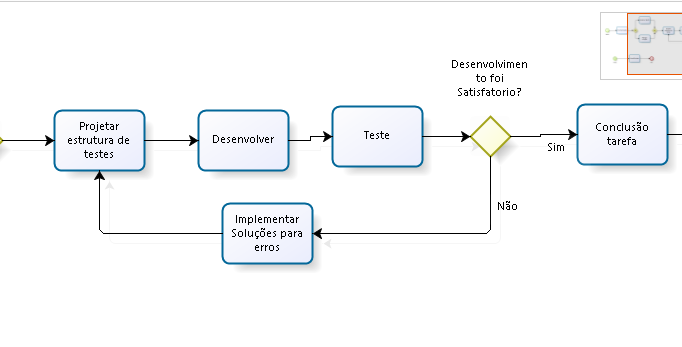 Desenvolvimen
to foi
Satisfatorio?
Projetar
estrutura de
testes
Desenvolver
Teste
Conclusão
tarefa
Sim
Não
Implementar
Soluções para
erros